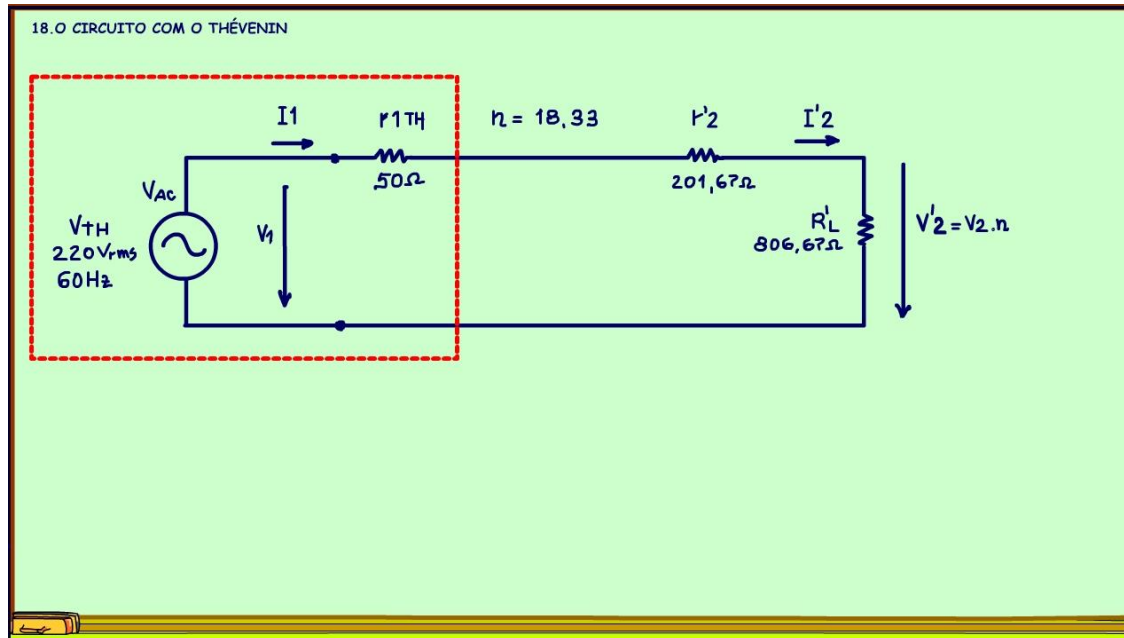 18.O CIRCUITO COM O THÉVENIN
I1
r1TH
n = 18,33
r'2
I'2
50Ω
201,67Ω
VAC
VTH
220Vrms
60Hz
V1
R'L
806,67Ω
V'2=V2.n